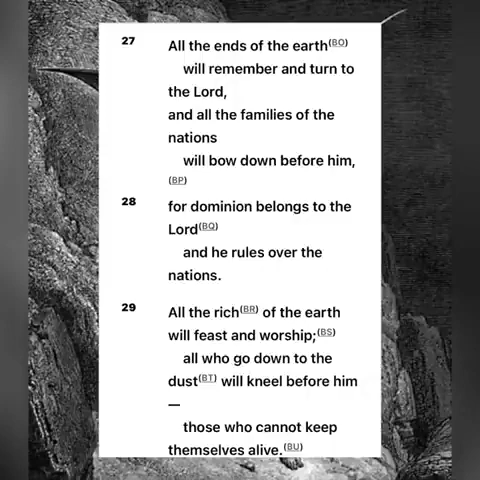 27 All the ends of the earth(BO)
will remember and turn to
the Lord,
and all the families of the
nations
will bow down before him,
(BP)
28 for dominion belongs to the
Lord(BQ)
and he rules over the
nations.
29 All the rich(BR) of the earth
will feast and worship;(BS)
all who go down to the
dust(BT) will kneel before him
—
those who cannot keep
themselves alive.(BU)